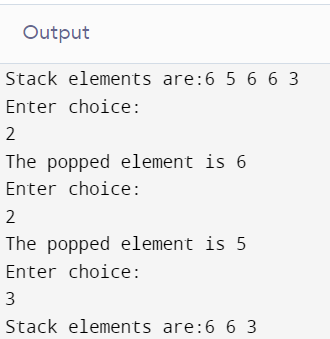 Output
Stack elements are:6 5 6 6 3
Enter choice:
2
The popped element is 6
Enter choice:
2
The popped element is 5
Enter choice:
3
Stack elements are:6 6 3